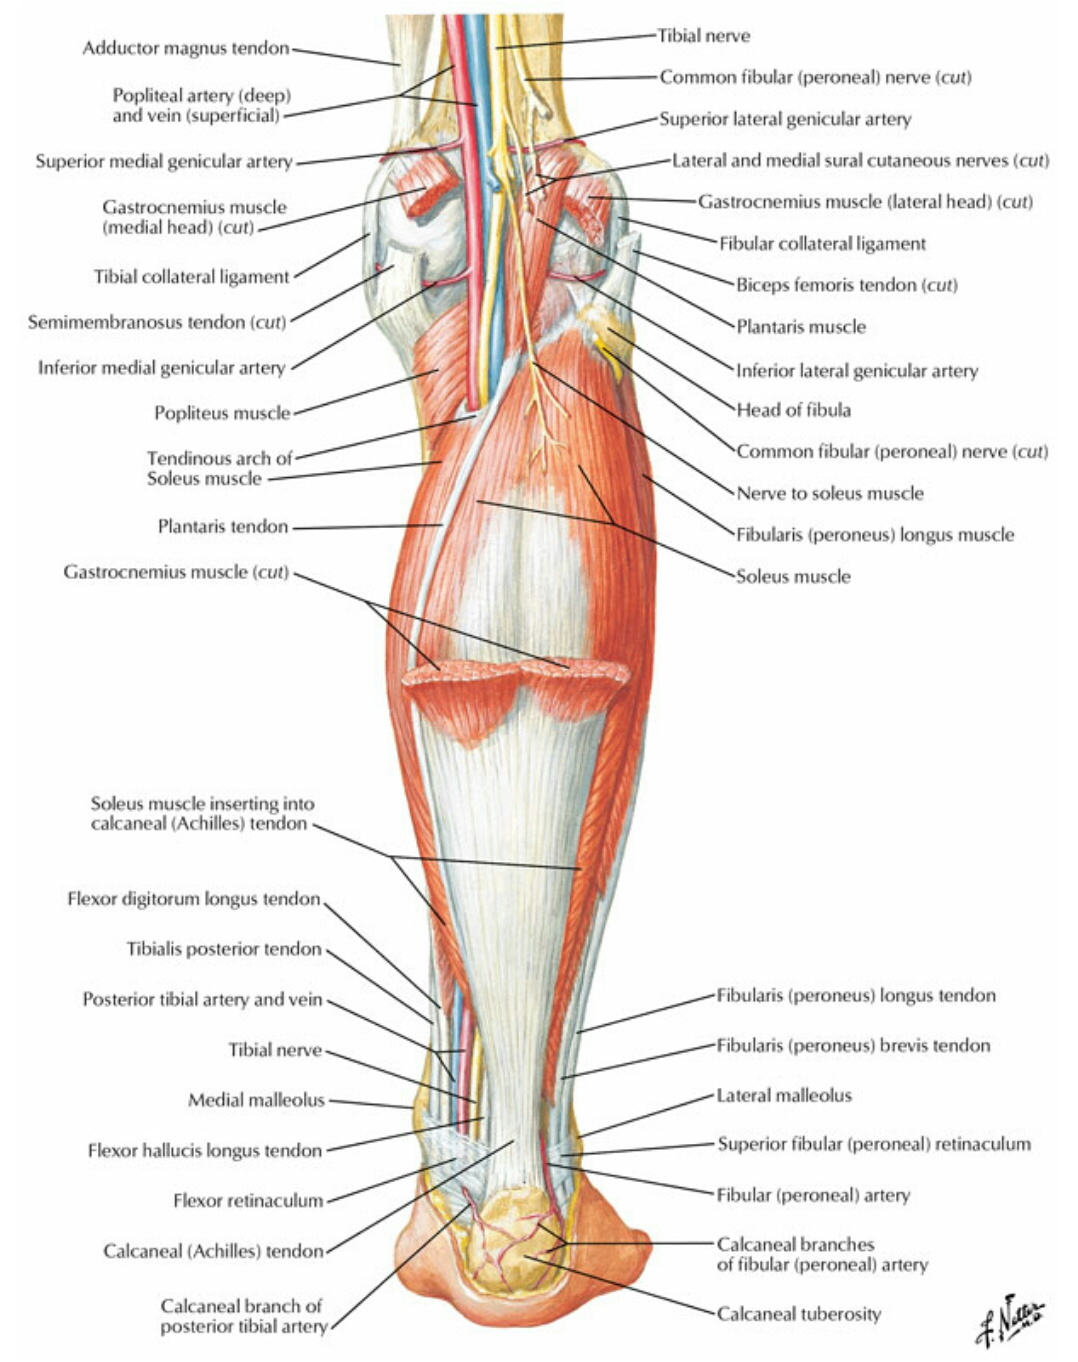 Adductor magnus tendon
Popliteal artery (deep)
and vein (superficial)
Superior medial genicular artery
Gastrocnemius muscle
(medial head) (cut)
Tibial collateral ligament
Semimembranosus tendon (cut)
Inferior medial genicular artery
Popliteus muscle
Tendinous arch of
Soleus muscle
Plantaris tendon
Gastrocnemius muscle (cut)
Soleus muscle inserting into
calcaneal (Achilles) tendon
Flexor digitorum longus tendon
Tibialis posterior tendon
Posterior tibial artery and vein
Tibial nerve
Medial malleolus
Flexor hallucis longus tendon
Flexor retinaculum
Calcaneal (Achilles) tendon
Calcaneal branch of
posterior tibial artery
Tibial nerve
Common fibular (peroneal) nerve (cut)
Superior lateral genicular artery
Lateral and medial sural cutaneous nerves (cut)
Gastrocnemius muscle (lateral head) (cut)
Fibular collateral ligament
Biceps femoris tendon (cut)
Plantaris muscle
Inferior lateral genicular artery
Head of fibula
Common fibular (peroneal) nerve (cut)
Nerve to soleus muscle
Fibularis (peroneus) longus muscle
Soleus muscle
Fibularis (peroneus) longus tendon
Fibularis (peroneus) brevis tendon
Lateral malleolus
Superior fibular (peroneal) retinaculum
Fibular (peroneal) artery
Calcaneal branches
of fibular (peroneal) artery
Calcaneal tuberosity
F. Netter
M.D.